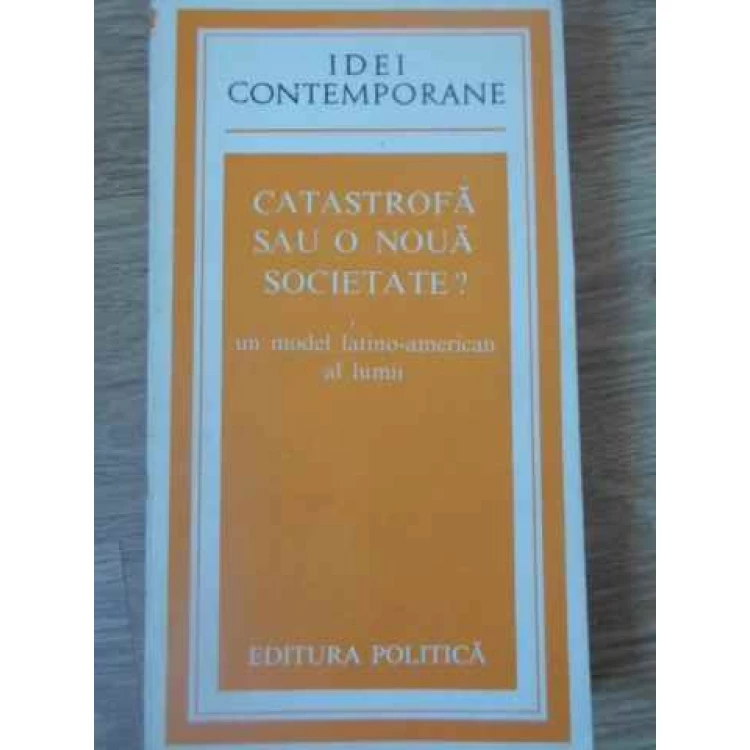 IDEI
CONTEMPORANE
CATASTROFĂ
SAU O NOUĂ
SOCIETATE?
un model latino-american
al lumii
EDITURA POLITICĂ